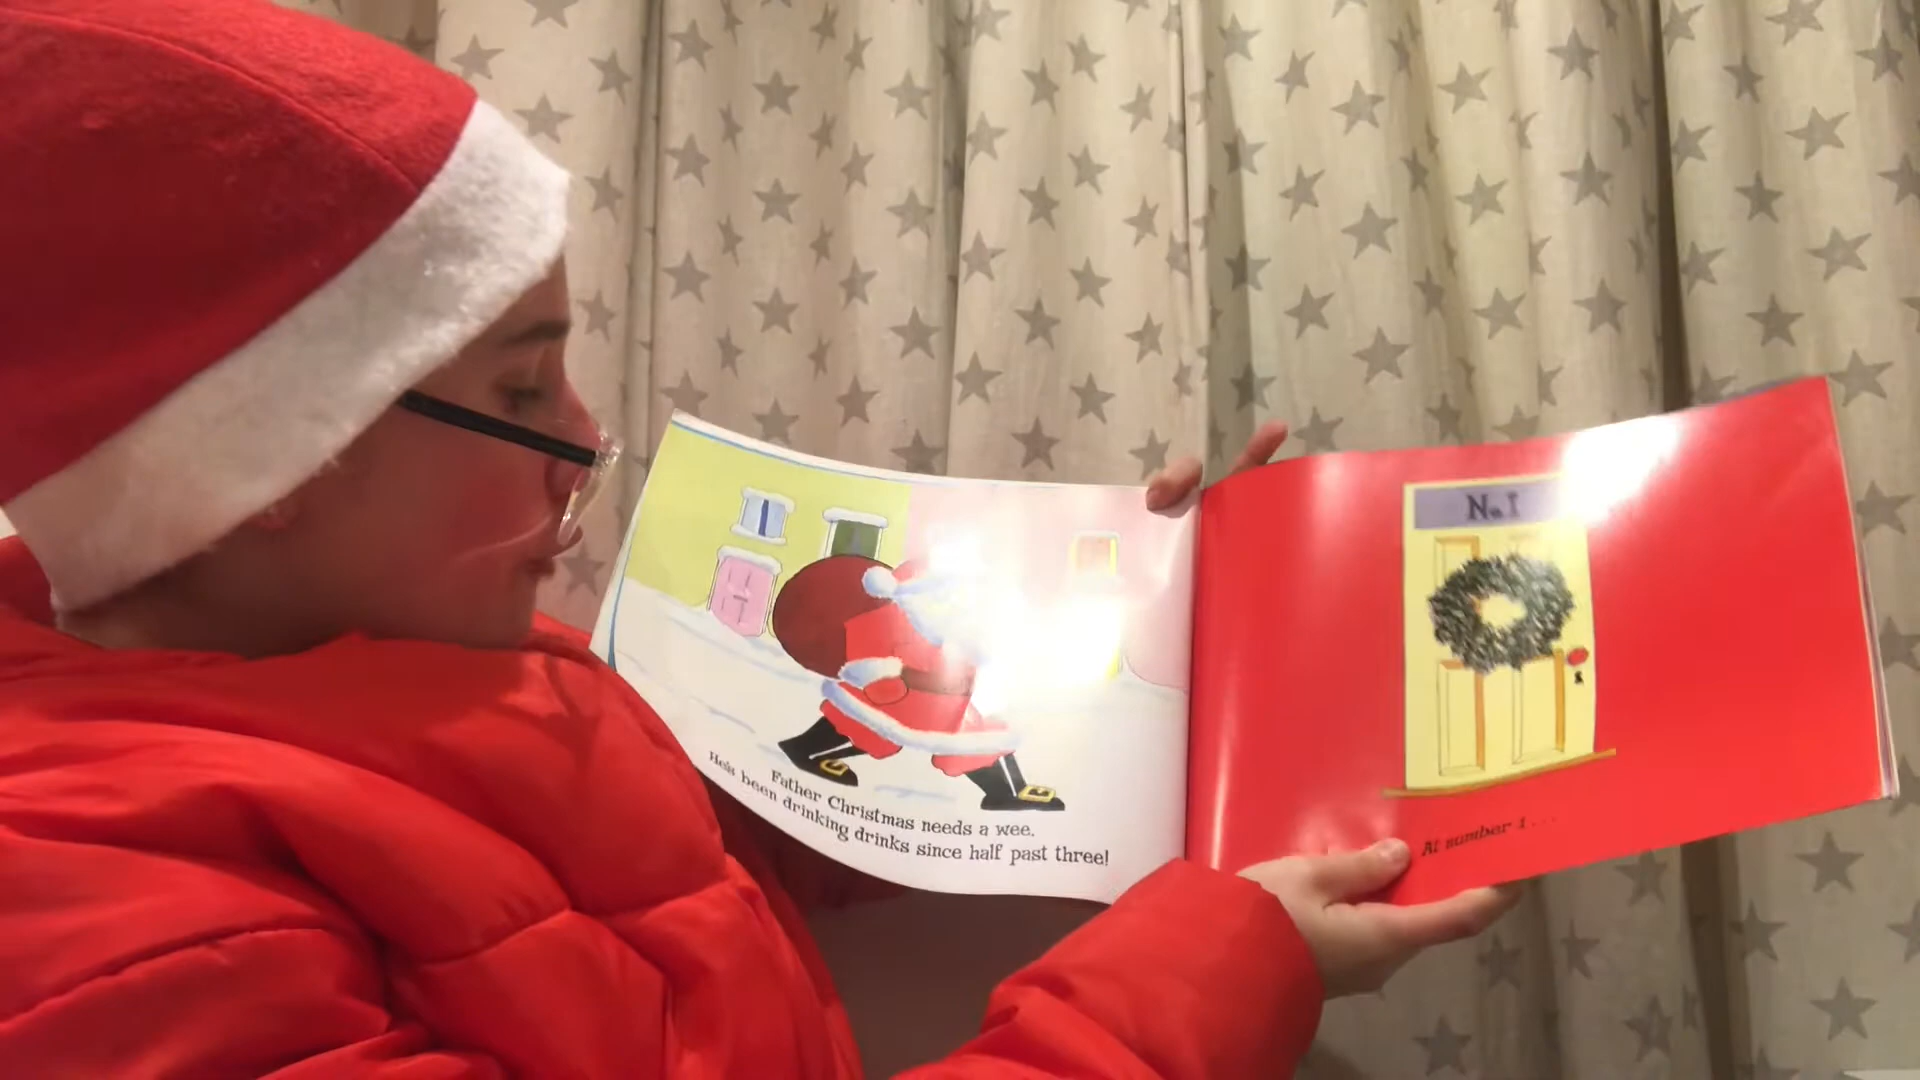 Father Christmas needs a wee.
He's been drinking drinks since half past three!
No.1
At number 1 . . .